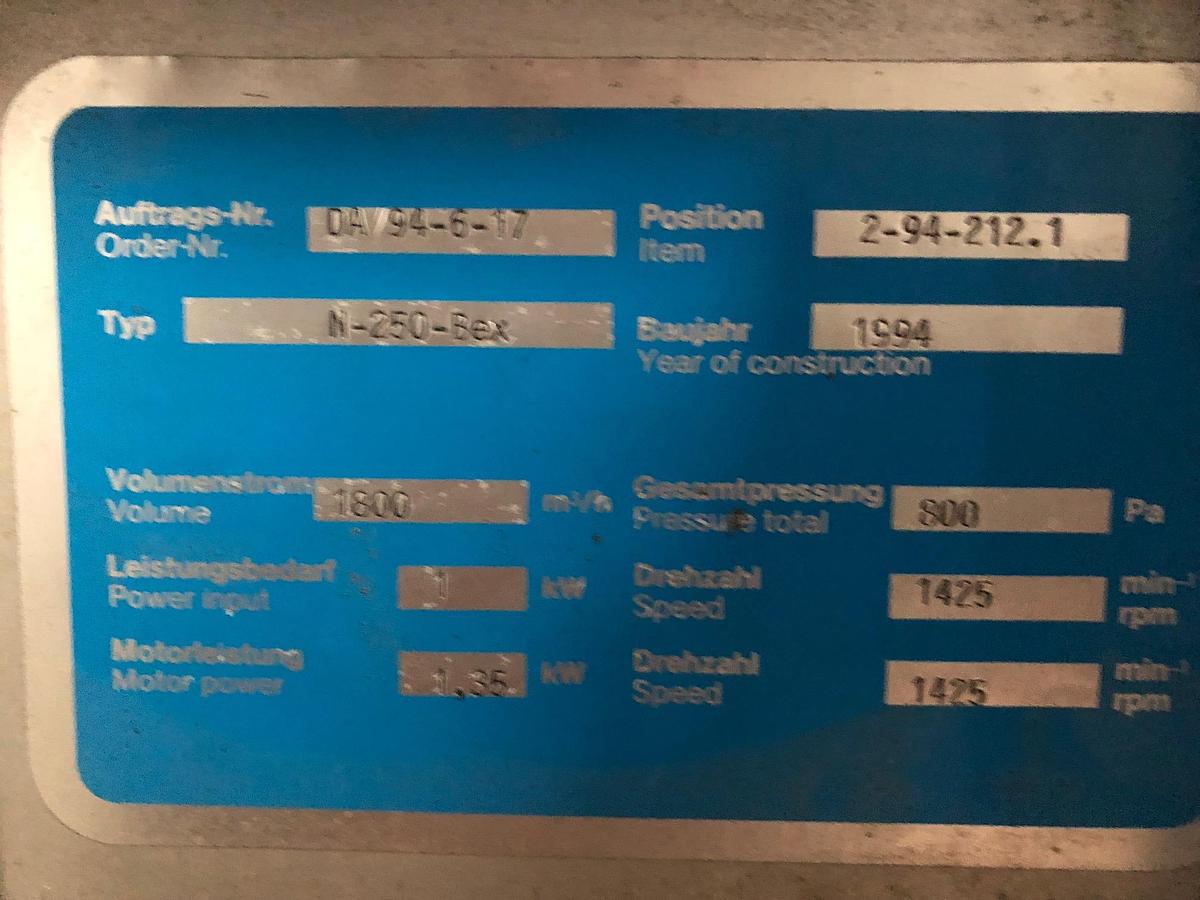 Auftrags-Nr. DA/94-6-17 Position 2-94-212.1
Order-Nr. Item
Typ N-250-Bex Baujahr 1994
Year of construction
Volumenstrom 1800 m³/h Gesamtpressung 800 Pa
Volume Pressure total
Leistungsbedarf 1 kW Drehzahl 1425 min-¹
Power input Speed rpm
Motorleistung 1,35 kW Drehzahl 1425 min-¹
Motor power Speed rpm